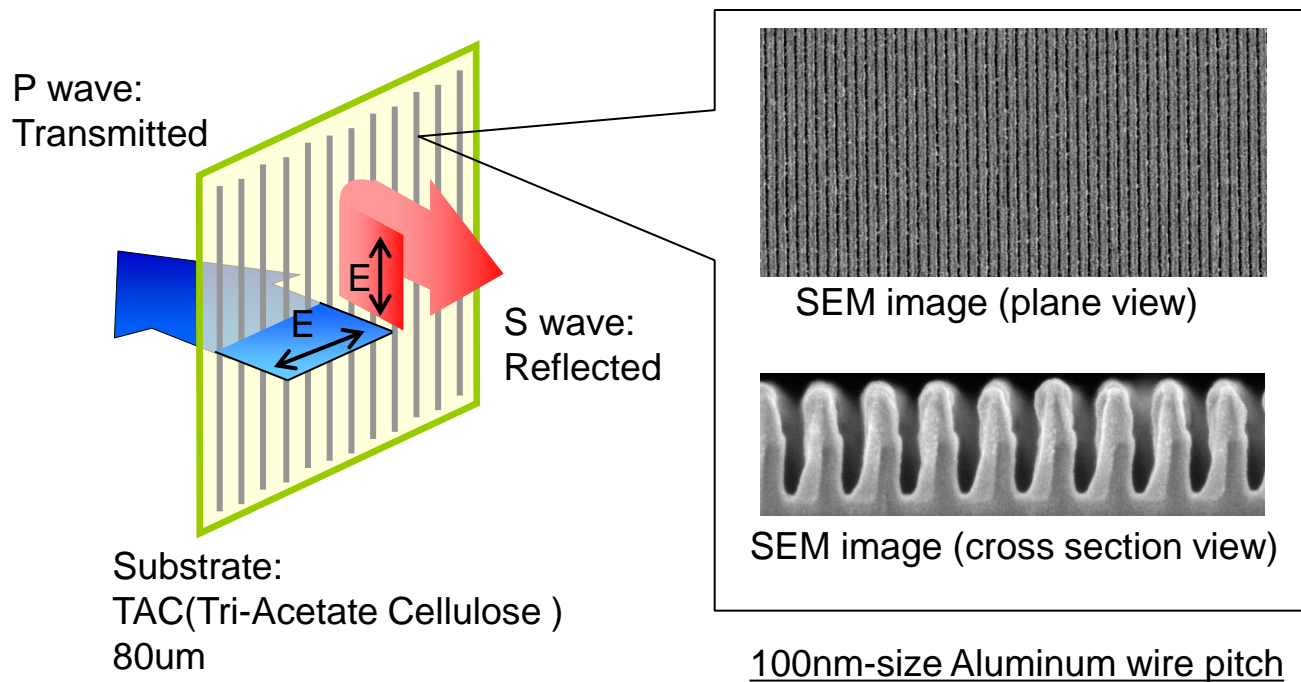 P wave:
Transmitted
E
E
S wave:
Reflected
Substrate:
TAC(Tri-Acetate Cellulose )
80um
SEM image (plane view)
SEM image (cross section view)
100nm-size Aluminum wire pitch